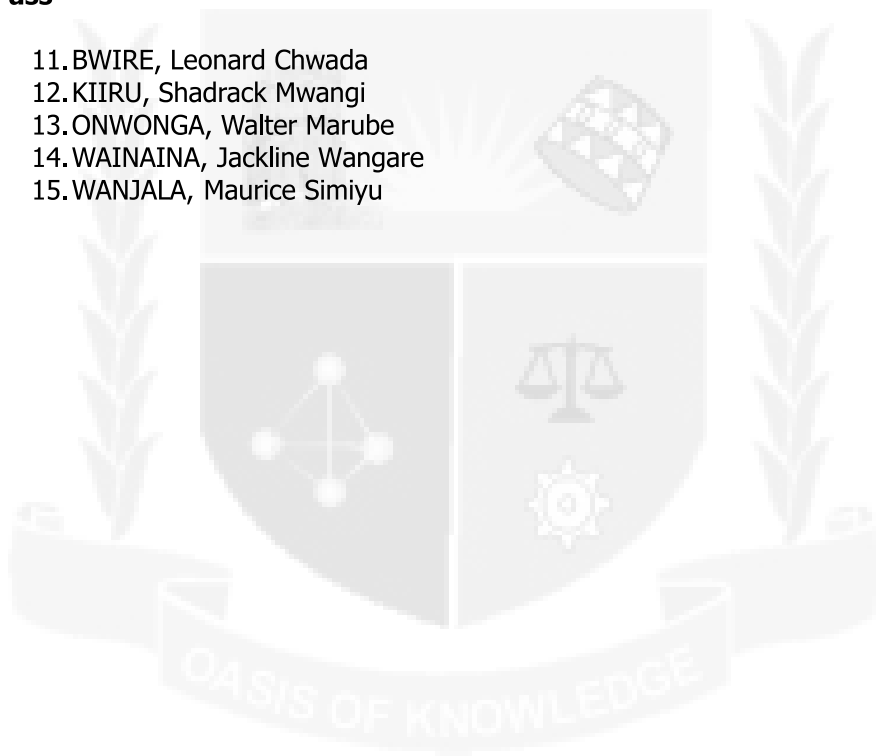 11. BWIRE, Leonard Chwada
12. KIIRU, Shadrack Mwangi
13. ONWONGA, Walter Marube
14. WAINAINA, Jackline Wangare
15. WANJALA, Maurice Simiyu
OASIS OF KNOWLEDGE